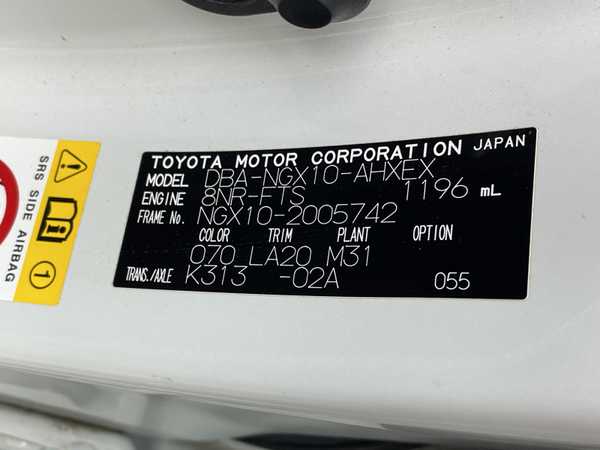 TOYOTA MOTOR CORPORATION JAPAN
MODEL DBA-NGX10-AHXEX
ENGINE 8NR-FTS 1196 mL
FRAME No. NGX10-2005742
COLOR TRIM PLANT OPTION
070 LA20 M31
TRANS./AXLE K313 -02A 055
SRS SIDE AIRBAG
1